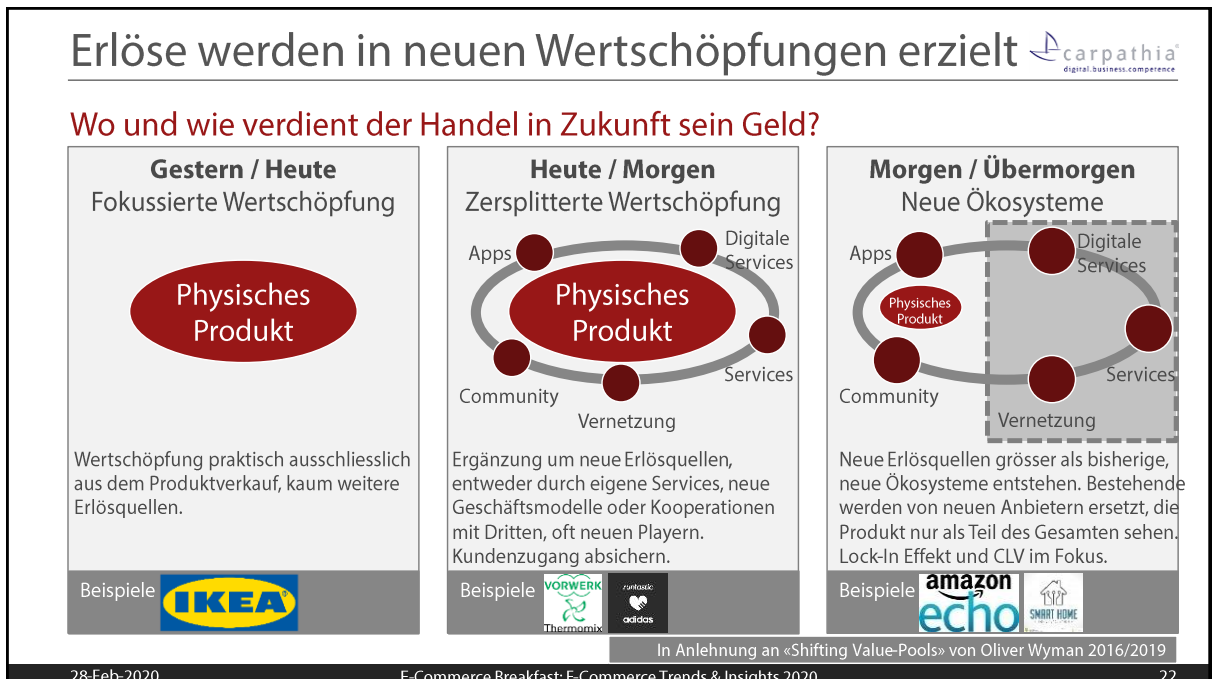 Erlöse werden in neuen Wertschöpfungen erzielt
carpathia
digital.business.competence
Wo und wie verdient der Handel in Zukunft sein Geld?
Gestern / Heute
Fokussierte Wertschöpfung
Physisches
Produkt
Wertschöpfung praktisch ausschliesslich
aus dem Produktverkauf, kaum weitere
Erlösquellen.
Beispiele
IKEA
Heute / Morgen
Zersplitterte Wertschöpfung
Apps
Digitale
Services
Physisches
Produkt
Services
Community
Vernetzung
Ergänzung um neue Erlösquellen,
entweder durch eigene Services, neue
Geschäftsmodelle oder Kooperationen
mit Dritten, oft neuen Playern.
Kundenzugang absichern.
Beispiele
VORWERK
Thermomix
runtastic
adidas
Morgen / Übermorgen
Neue Ökosysteme
Apps
Digitale
Services
Physisches
Produkt
Services
Community
Vernetzung
Neue Erlösquellen grösser als bisherige,
neue Ökosysteme entstehen. Bestehende
werden von neuen Anbietern ersetzt, die
Produkt nur als Teil des Gesamten sehen.
Lock-In Effekt und CLV im Fokus.
Beispiele
amazon
echo
SMART HOME
In Anlehnung an «Shifting Value-Pools» von Oliver Wyman 2016/2019
28-Feb-2020
E-Commerce Breakfast: E-Commerce Trends & Insights 2020
22